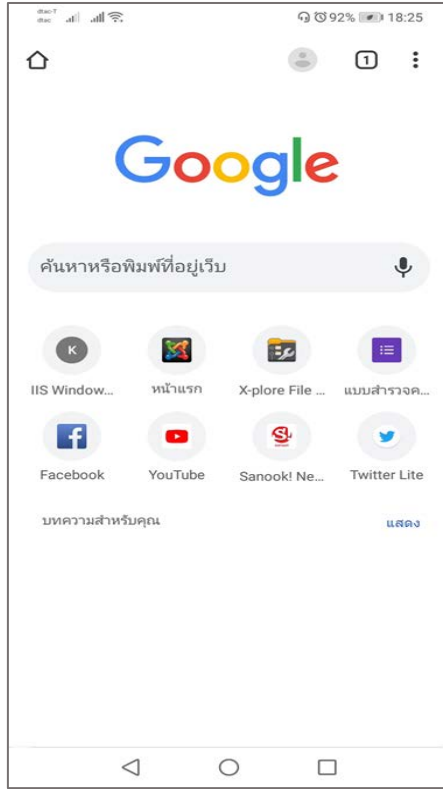 dtac-T
dtac
92% 18:25
1
Google
ค้นหาหรือพิมพ์ที่อยู่เว็บ
K
IIS Window... หน้าแรก X-plore File ... แบบสำรวจค...
Facebook YouTube Sanook! Ne... Twitter Lite
บทความสำหรับคุณ แสดง